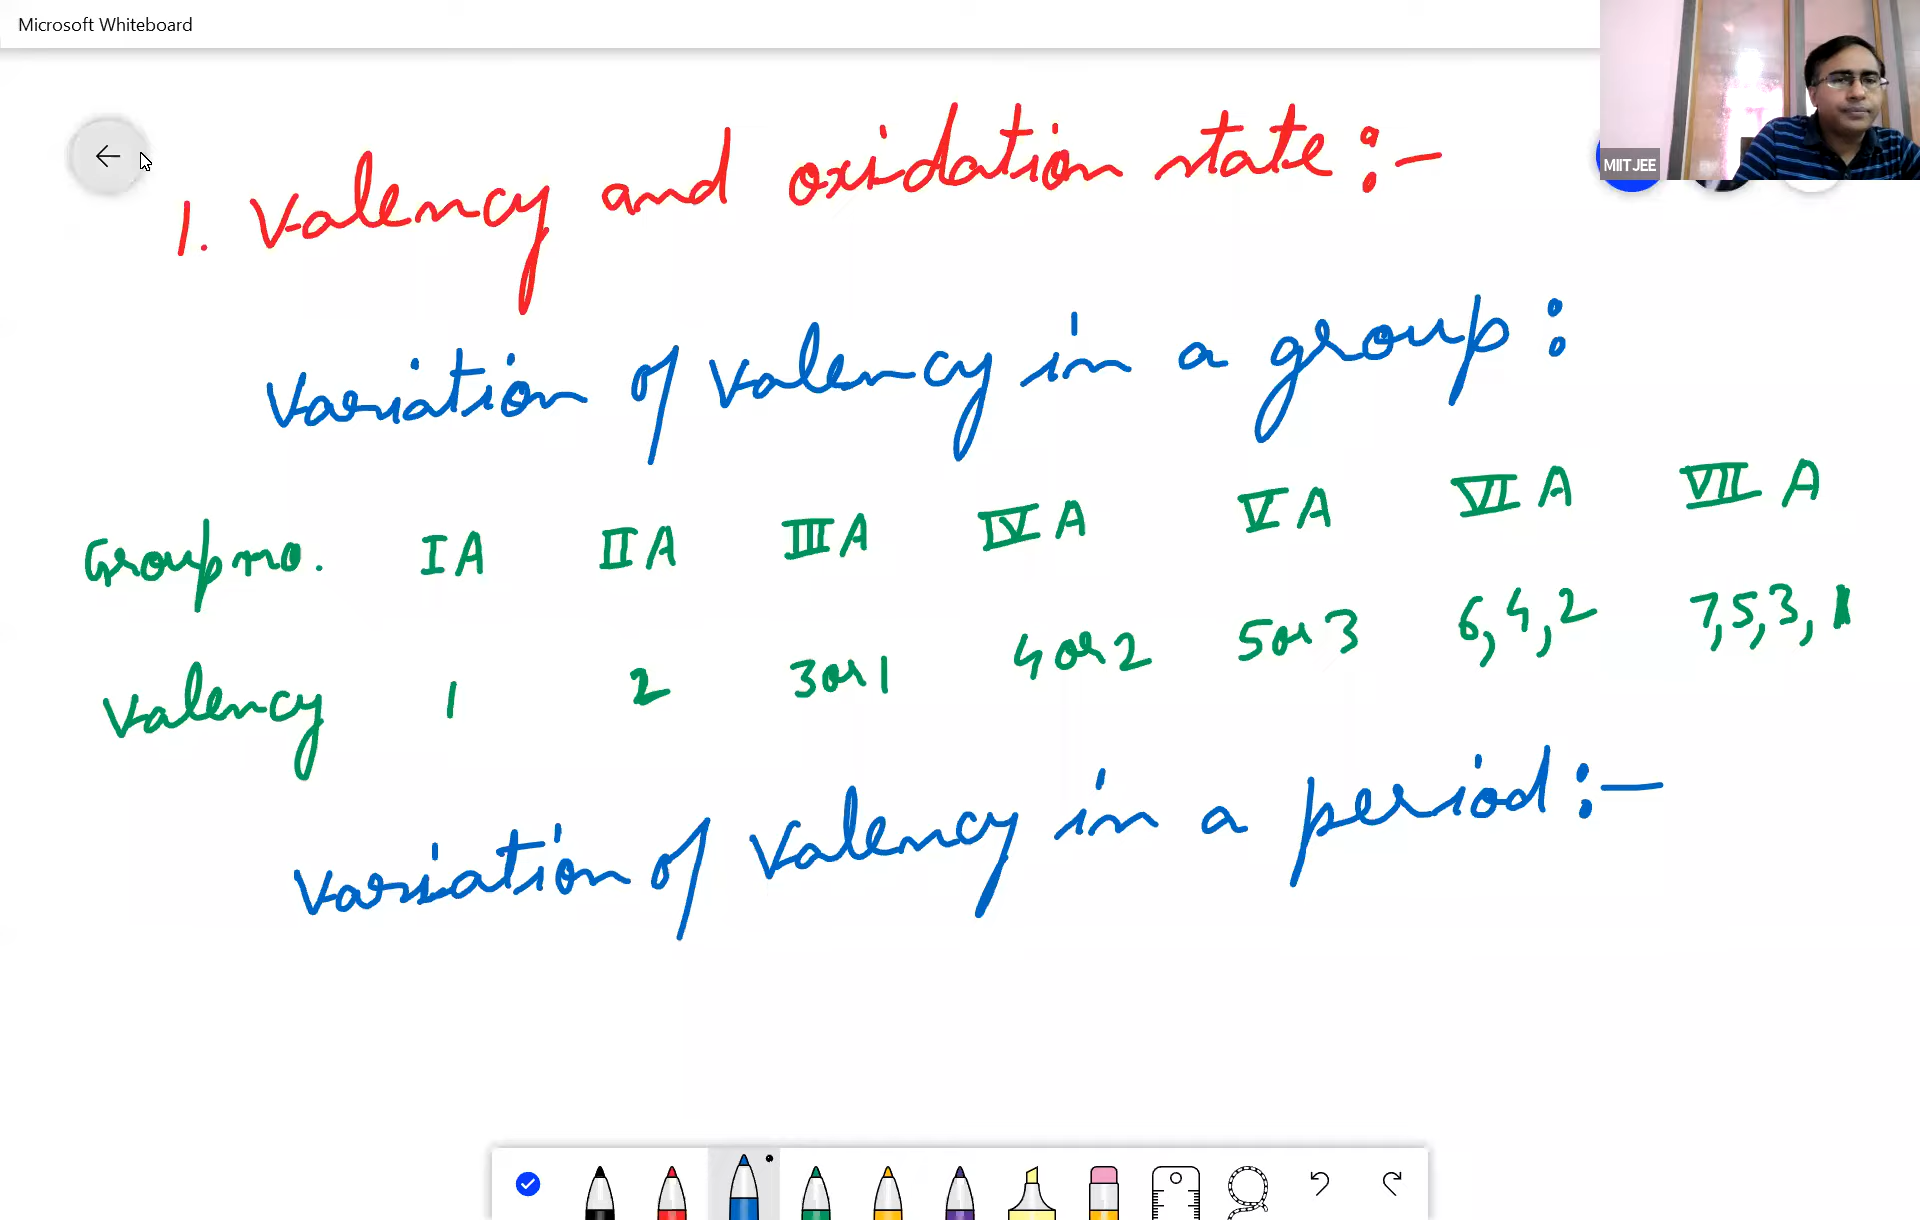 Microsoft Whiteboard
MIIT JEE
1. Valency and oxidation state :-
Variation of valency in a group :
Group no. IA IIA IIIA IVA VA VIA VIIA
Valency 1 2 3 or 1 4 or 2 5 or 3 6, 4, 2 7, 5, 3, 1
Variation of valency in a period :-